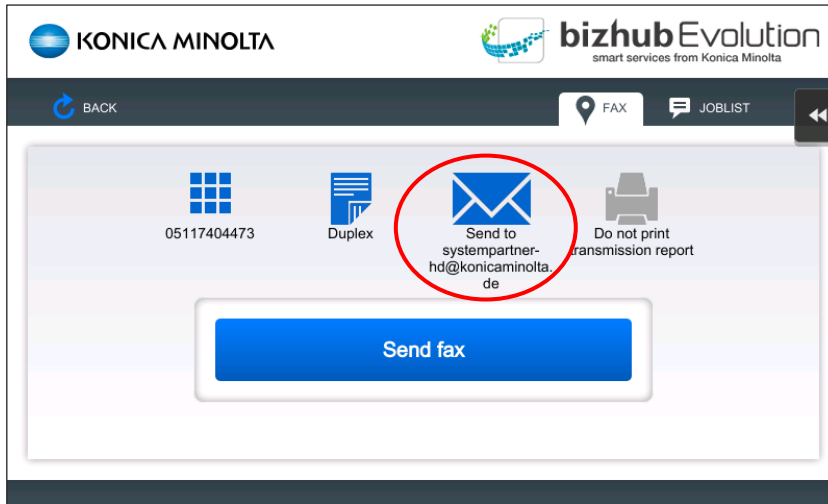 KONICA MINOLTA
bizhub Evolution
smart services from Konica Minolta
BACK
FAX
JOBLIST
05117404473
Duplex
Send to
systempartner-
hd@konicaminolta.
de
Do not print
transmission report
Send fax